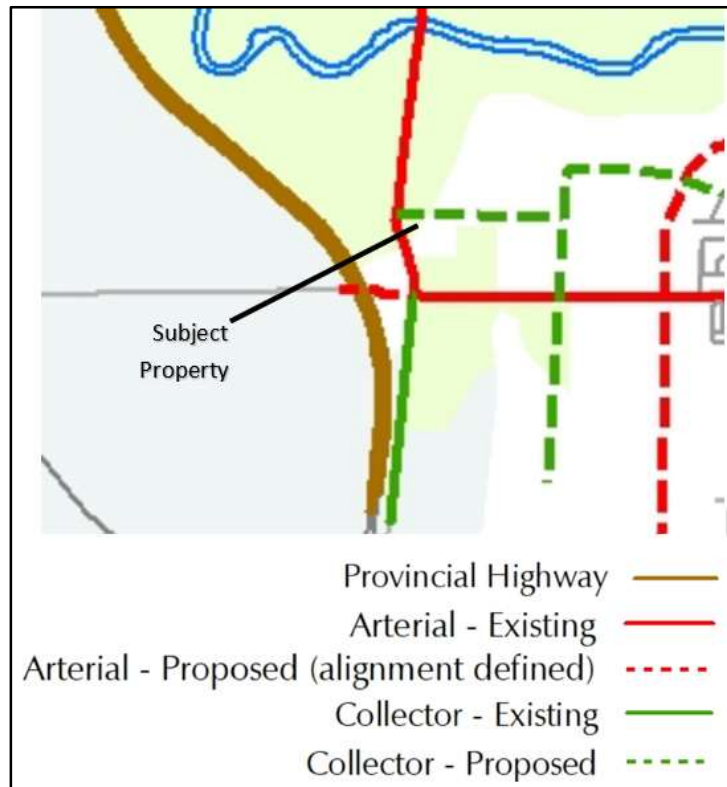 Subject
Property
Provincial Highway
Arterial - Existing
Arterial - Proposed (alignment defined)
Collector - Existing
Collector - Proposed